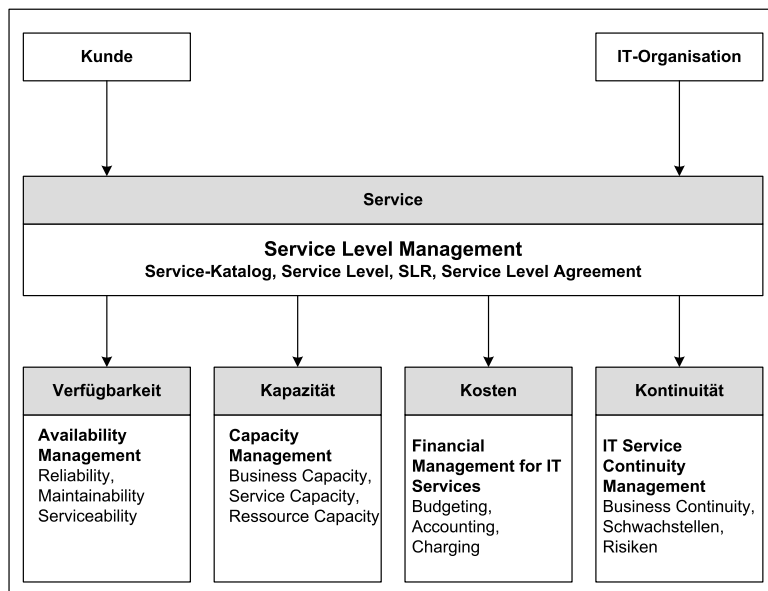 Kunde
IT-Organisation
Service
Service Level Management
Service-Katalog, Service Level, SLR, Service Level Agreement
Verfügbarkeit
Availability
Management
Reliability,
Maintainability
Serviceability
Kapazität
Capacity
Management
Business Capacity,
Service Capacity,
Ressource Capacity
Kosten
Financial
Management for IT
Services
Budgeting,
Accounting,
Charging
Kontinuität
IT Service
Continuity
Management
Business Continuity,
Schwachstellen,
Risiken